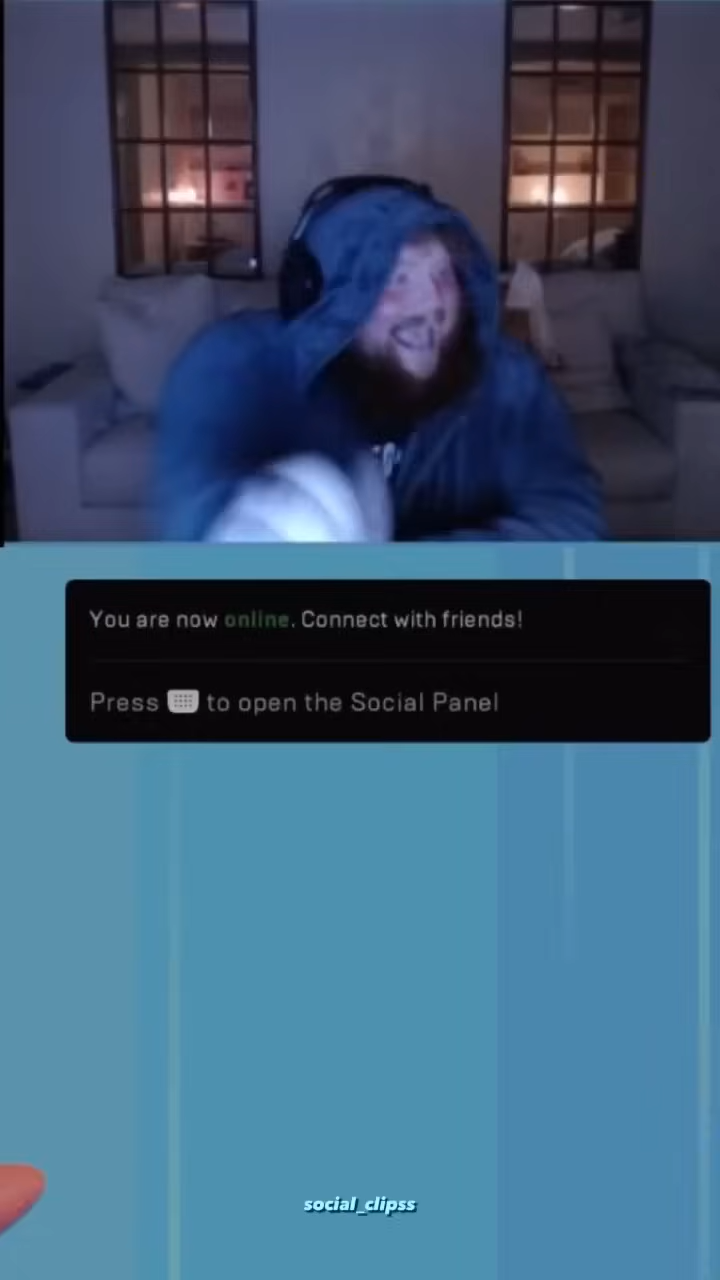 You are now online. Connect with friends!
Press to open the Social Panel
social_clipss